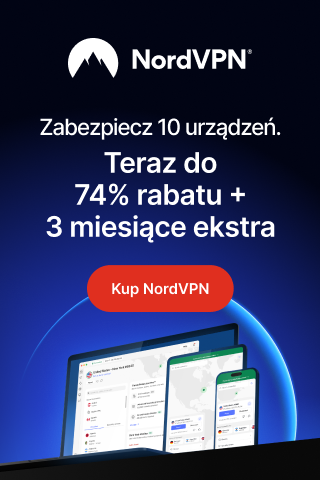 NordVPN®
Zabezpiecz 10 urządzeń.
Teraz do
74% rabatu +
3 miesiące ekstra
Kup NordVPN